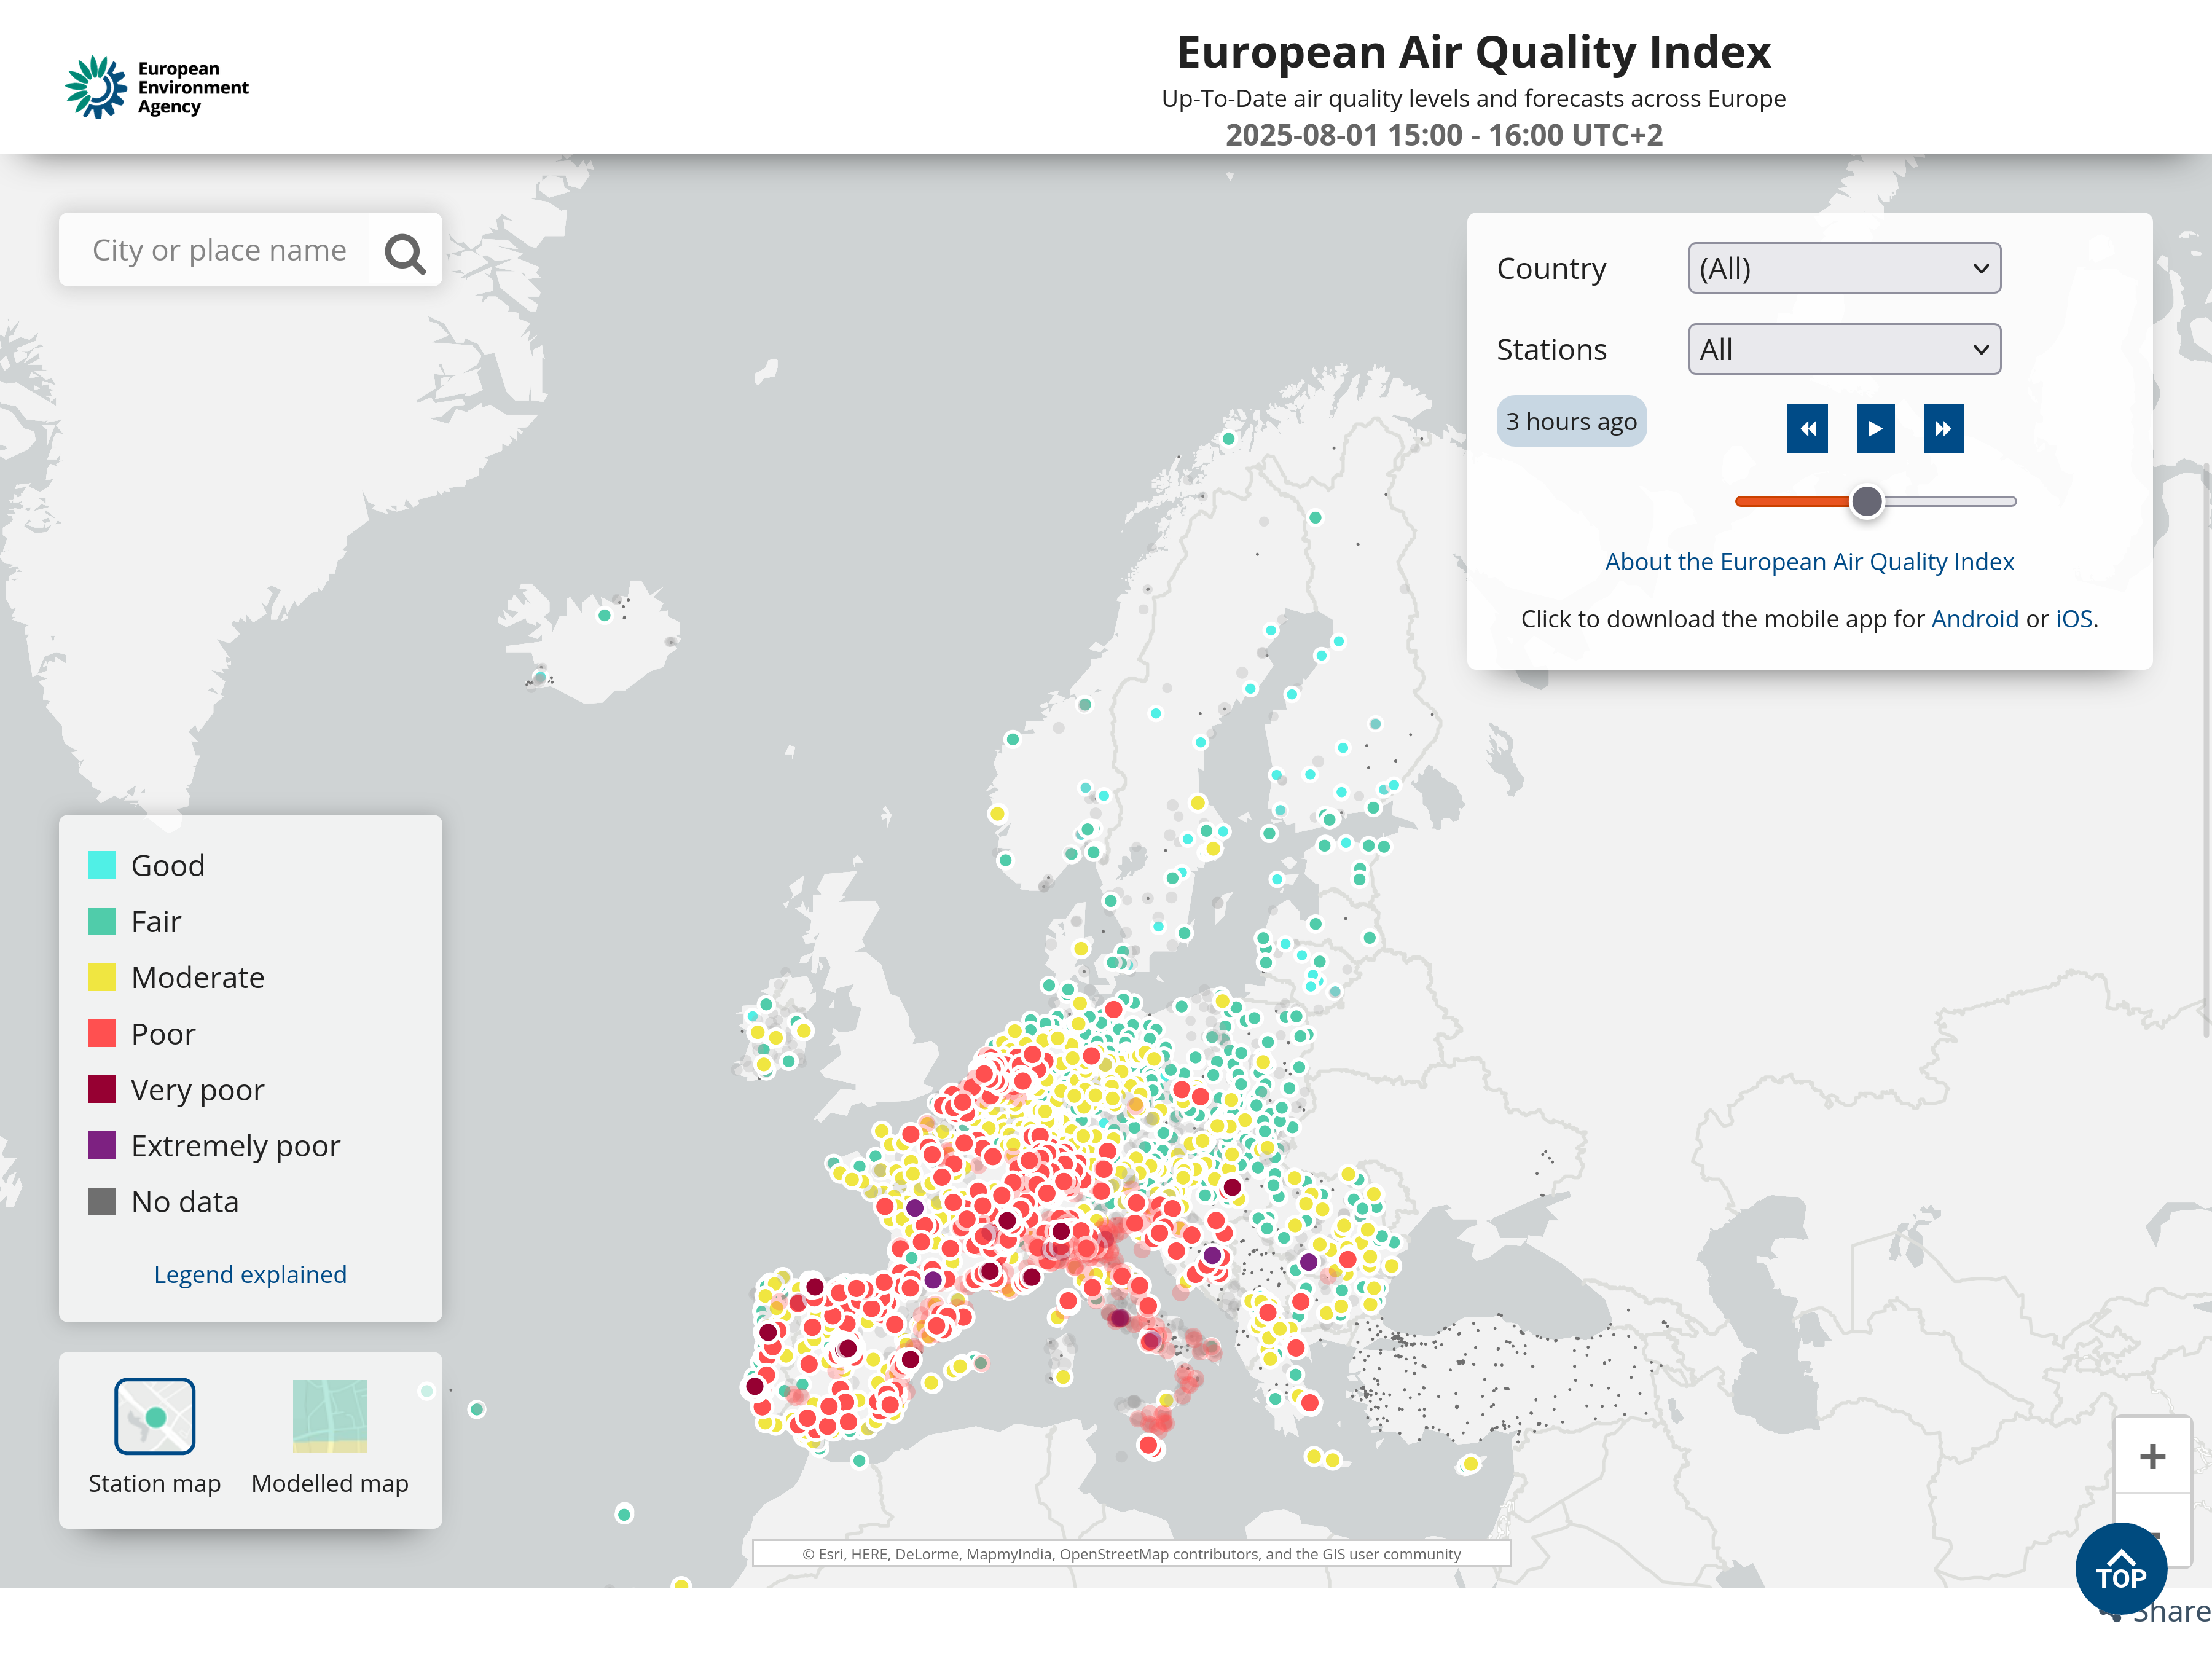 European
Environment
Agency
European Air Quality Index
Up-To-Date air quality levels and forecasts across Europe
2025-08-01 15:00 - 16:00 UTC+2
City or place name
Country
(All)
Stations
All
3 hours ago
About the European Air Quality Index
Click to download the mobile app for Android or iOS.
Good
Fair
Moderate
Poor
Very poor
Extremely poor
No data
Legend explained
Station map
Modelled map
+
© Esri, HERE, DeLorme, MapmyIndia, OpenStreetMap contributors, and the GIS user community
TOP
Share